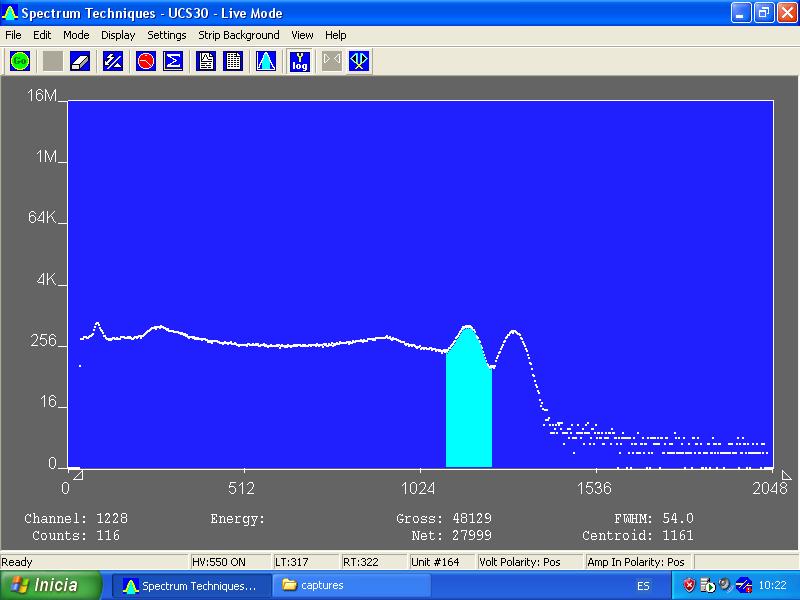 Spectrum Techniques - UCS30 - Live Mode
File Edit Mode Display Settings Strip Background View Help
Go Y log
16M
1M
64K
4K
256
16
0
0 512 1024 1536 2048
Channel: 1228 Energy: Gross: 48129 FWHM: 54.0
Counts: 116 Net: 27999 Centroid: 1161
Ready HV:550 ON LT:317 RT:322 Unit #164 Volt Polarity: Pos Amp In Polarity: Pos
Inicia Spectrum Techniques... captures ES 10:22